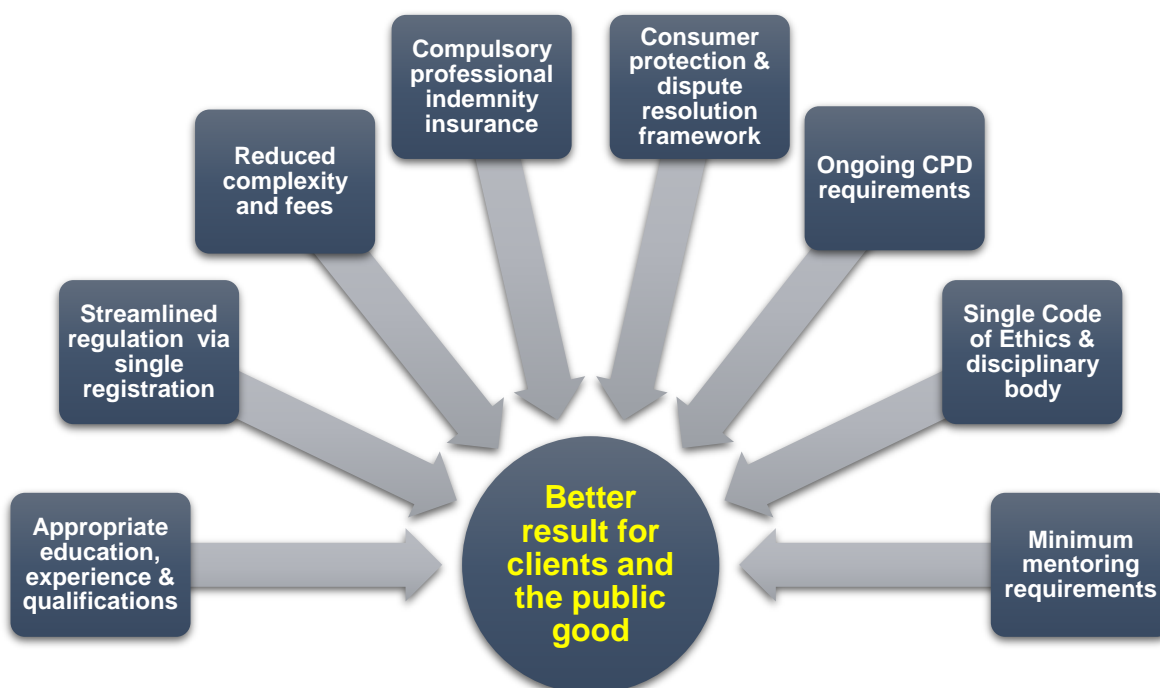 Appropriate
education,
experience &
qualifications
Streamlined
regulation via
single
registration
Reduced
complexity
and fees
Compulsory
professional
indemnity
insurance
Consumer
protection &
dispute
resolution
framework
Ongoing CPD
requirements
Single Code
of Ethics &
disciplinary
body
Minimum
mentoring
requirements
Better
result for
clients and
the public
good